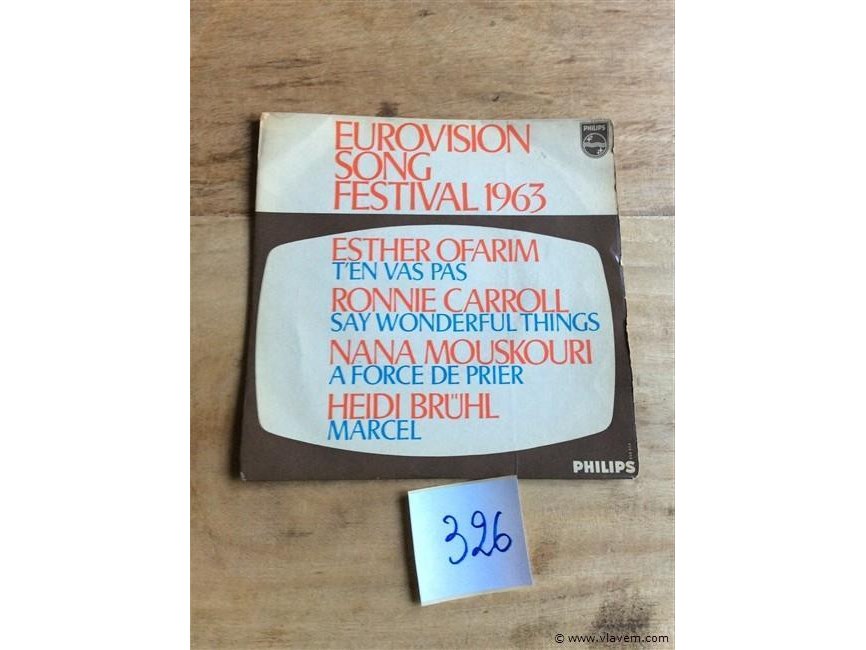 EUROVISION
SONG
FESTIVAL 1963
PHILIPS
ESTHER OFARIM
T'EN VAS PAS
RONNIE CARROLL
SAY WONDERFUL THINGS
NANA MOUSKOURI
A FORCE DE PRIER
HEIDI BRÜHL
MARCEL
PHILIPS
326
© www.vlavem.com